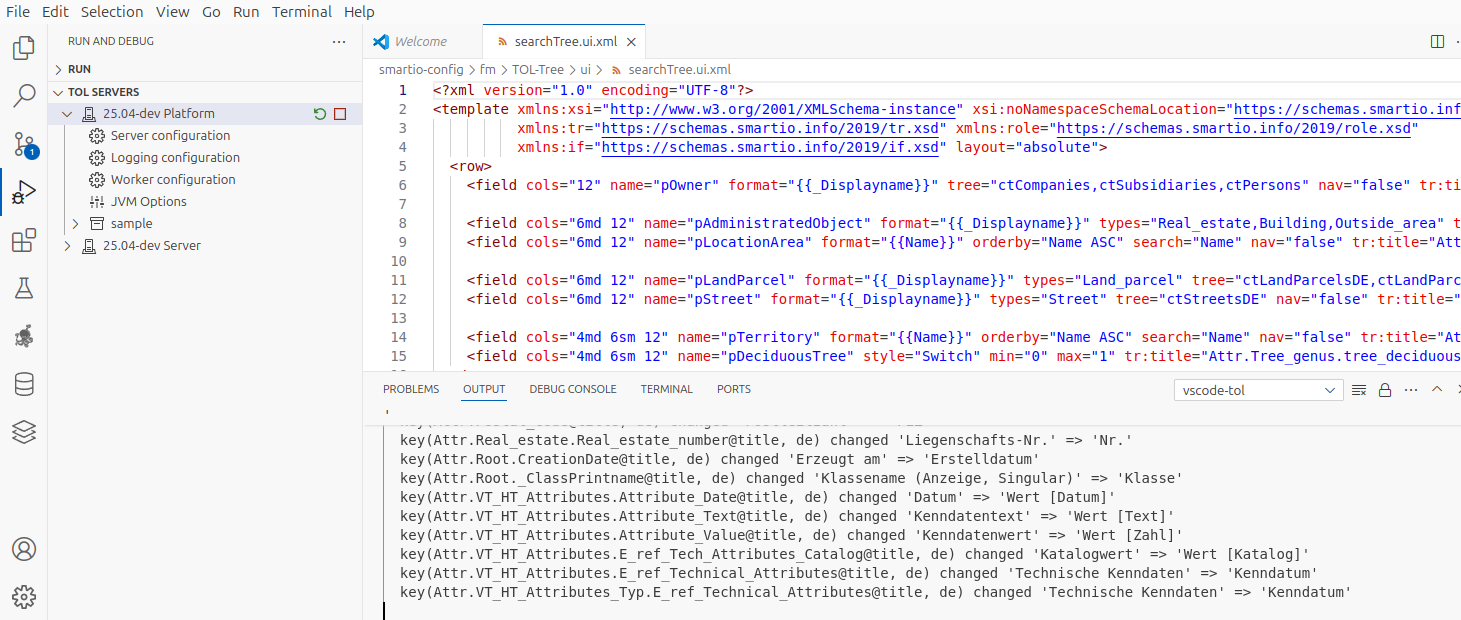 File Edit Selection View Go Run Terminal Help
RUN AND DEBUG
RUN
TOL SERVERS
25.04-dev Platform
Server configuration
Logging configuration
Worker configuration
JVM Options
sample
25.04-dev Server
1
Welcome
searchTree.ui.xml
smartio-config > fm > TOL-Tree > ui > searchTree.ui.xml
1 <?xml version="1.0" encoding="UTF-8"?>
2 <template xmlns:xsi="http://www.w3.org/2001/XMLSchema-instance" xsi:noNamespaceSchemaLocation="https://schemas.smartio.inf
3 xmlns:tr="https://schemas.smartio.info/2019/tr.xsd" xmlns:role="https://schemas.smartio.info/2019/role.xsd"
4 xmlns:if="https://schemas.smartio.info/2019/if.xsd" layout="absolute">
5 <row>
6 <field cols="12" name="pOwner" format="{{_Displayname}}" tree="ctCompanies,ctSubsidiaries,ctPersons" nav="false" tr:ti
7
8 <field cols="6md 12" name="pAdministratedObject" format="{{_Displayname}}" types="Real_estate,Building,Outside_area" t
9 <field cols="6md 12" name="pLocationArea" format="{{Name}}" orderby="Name ASC" search="Name" nav="false" tr:title="Att
10
11 <field cols="6md 12" name="pLandParcel" format="{{_Displayname}}" types="Land_parcel" tree="ctLandParcelsDE,ctLandParc
12 <field cols="6md 12" name="pStreet" format="{{_Displayname}}" types="Street" tree="ctStreetsDE" nav="false" tr:title="
13
14 <field cols="4md 6sm 12" name="pTerritory" format="{{Name}}" orderby="Name ASC" search="Name" nav="false" tr:title="At
15 <field cols="4md 6sm 12" name="pDeciduousTree" style="Switch" min="0" max="1" tr:title="Attr.Tree_genus.tree_deciduous
PROBLEMS OUTPUT DEBUG CONSOLE TERMINAL PORTS
vscode-tol
key(Attr.Real_estate.Real_estate_number@title, de) changed 'Liegenschafts-Nr.' => 'Nr.'
key(Attr.Root.CreationDate@title, de) changed 'Erzeugt am' => 'Erstelldatum'
key(Attr.Root._ClassPrintname@title, de) changed 'Klassename (Anzeige, Singular)' => 'Klasse'
key(Attr.VT_HT_Attributes.Attribute_Date@title, de) changed 'Datum' => 'Wert [Datum]'
key(Attr.VT_HT_Attributes.Attribute_Text@title, de) changed 'Kenndatentext' => 'Wert [Text]'
key(Attr.VT_HT_Attributes.Attribute_Value@title, de) changed 'Kenndatenwert' => 'Wert [Zahl]'
key(Attr.VT_HT_Attributes.E_ref_Tech_Attributes_Catalog@title, de) changed 'Katalogwert' => 'Wert [Katalog]'
key(Attr.VT_HT_Attributes.E_ref_Technical_Attributes@title, de) changed 'Technische Kenndaten' => 'Kenndatum'
key(Attr.VT_HT_Attributes_Typ.E_ref_Technical_Attributes@title, de) changed 'Technische Kenndaten' => 'Kenndatum'